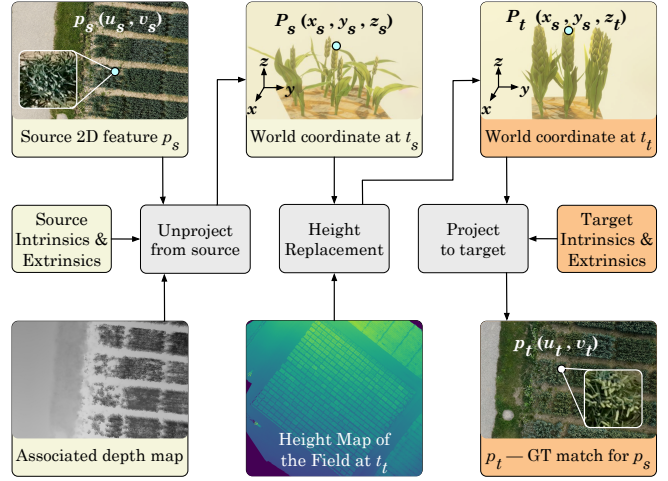 p_s (u_s , v_s)
Source 2D feature p_s
P_s (x_s , y_s , z_s)
z
y
x
World coordinate at t_s
P_t (x_s , y_s , z_t)
z
y
x
World coordinate at t_t
Source
Intrinsics &
Extrinsics
Unproject
from source
Height
Replacement
Project
to target
Target
Intrinsics &
Extrinsics
Associated depth map
Height Map of
the Field at t_t
p_t (u_t , v_t)
p_t — GT match for p_s